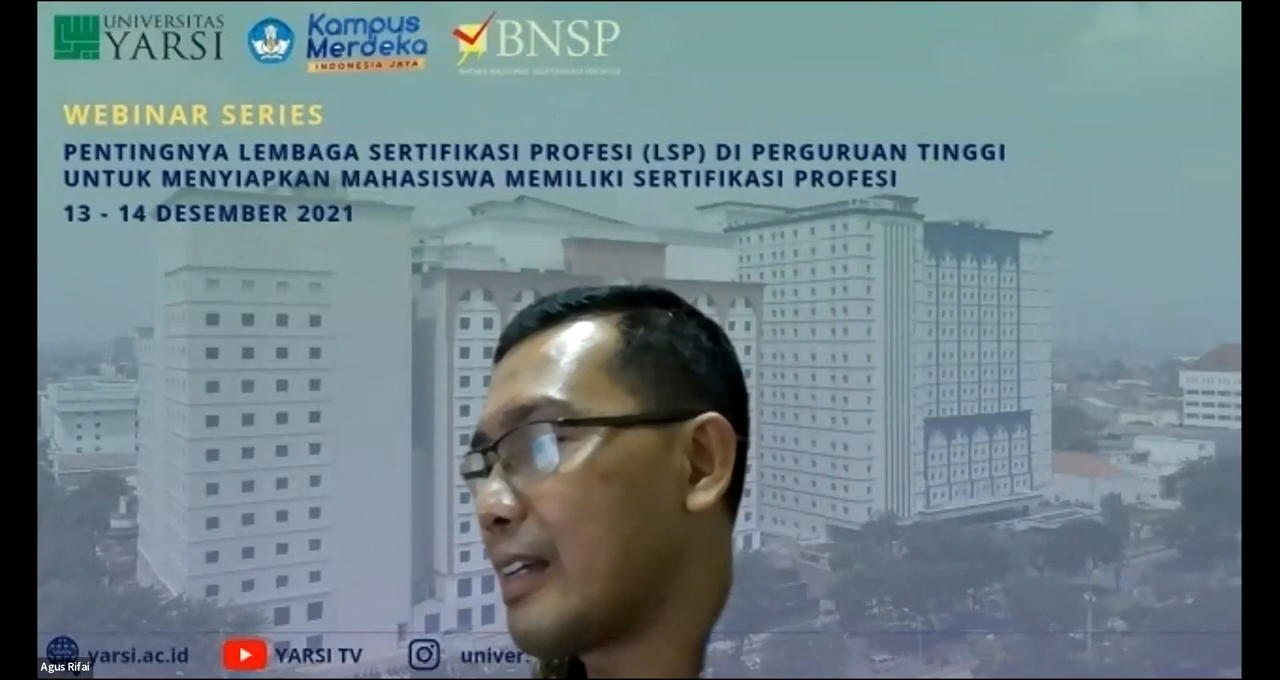 UNIVERSITAS
YARSI
Kampus
Merdeka
INDONESIA JAYA
BNSP
WEBINAR SERIES
PENTINGNYA LEMBAGA SERTIFIKASI PROFESI (LSP) DI PERGURUAN TINGGI
UNTUK MENYIAPKAN MAHASISWA MEMILIKI SERTIFIKASI PROFESI
13 - 14 DESEMBER 2021
yarsi.ac.id
YARSI TV
univer
Agus Rifai